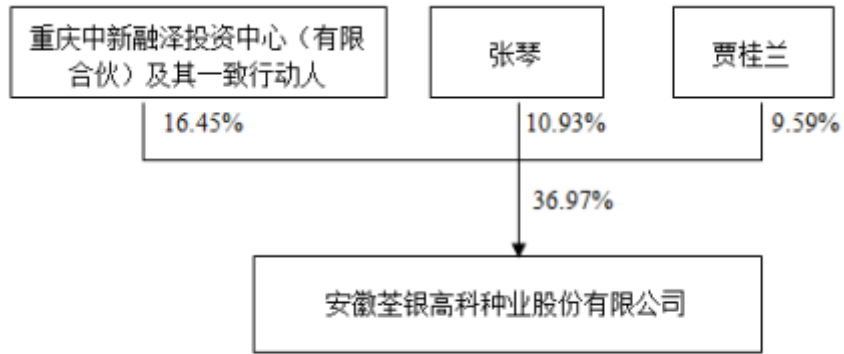 重庆中新融泽投资中心（有限
合伙）及其一致行动人
张琴
贾桂兰
16.45%
10.93%
9.59%
36.97%
安徽荃银高科种业股份有限公司